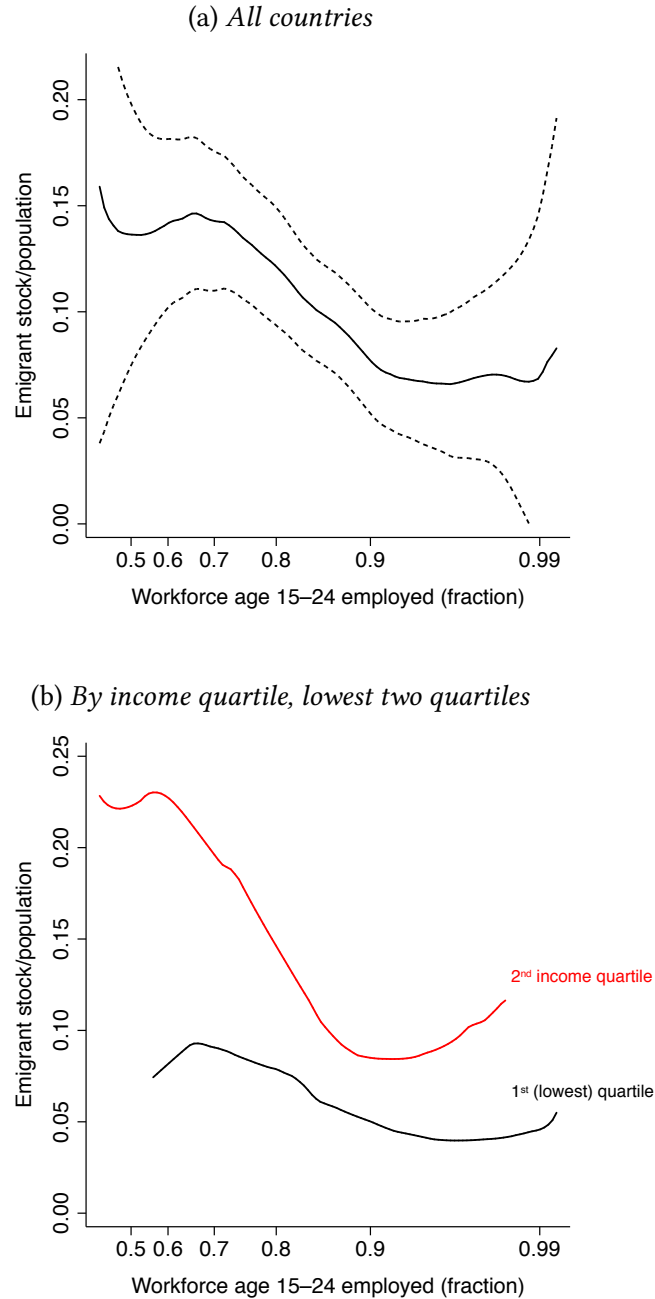 (a) All countries
0.20
0.15
0.10
0.05
0.00
Emigrant stock/population
0.5 0.6 0.7 0.8 0.9 0.99
Workforce age 15–24 employed (fraction)
(b) By income quartile, lowest two quartiles
0.25
0.20
0.15
0.10
0.05
0.00
Emigrant stock/population
2nd income quartile
1st (lowest) quartile
0.5 0.6 0.7 0.8 0.9 0.99
Workforce age 15–24 employed (fraction)